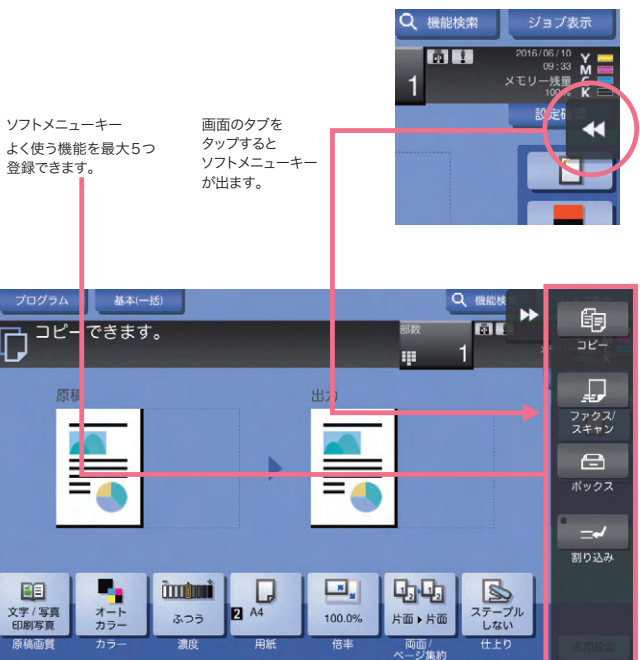 機能検索
ジョブ表示
1
2016/06/10
09:33
メモリー残量
100%
Y
M
C
K
ソフトメニューキー
よく使う機能を最大5つ
登録できます。
画面のタブを
タップすると
ソフトメニューキー
が出ます。
プログラム
基本(一括)
機能検
コピーできます。
部数
1
原稿
出力
コピー
ファクス/
スキャン
ボックス
割り込み
文字 / 写真
印刷写真
オート
カラー
ふつう
2 A4
100.0%
片面 ▶ 片面
ステープル
しない
原稿画質
カラー
濃度
用紙
倍率
両面 /
ページ集約
仕上り
応用設定